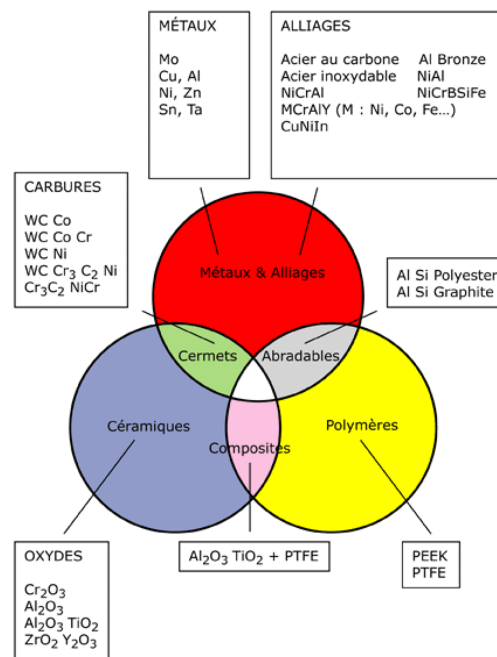 MÉTAUX
Mo
Cu, Al
Ni, Zn
Sn, Ta
ALLIAGES
Acier au carbone Al Bronze
Acier inoxydable NiAl
NiCrAl NiCrBSiFe
MCrAlY (M : Ni, Co, Fe...)
CuNiIn
CARBURES
WC Co
WC Co Cr
WC Ni
WC Cr₃ C₂ Ni
Cr₃C₂ NiCr
Métaux & Alliages
Al Si Polyester
Al Si Graphite
Cermets
Abradables
Céramiques
Composites
Polymères
OXYDES
Cr₂O₃
Al₂O₃
Al₂O₃ TiO₂
ZrO₂ Y₂O₃
Al₂O₃ TiO₂ + PTFE
PEEK
PTFE